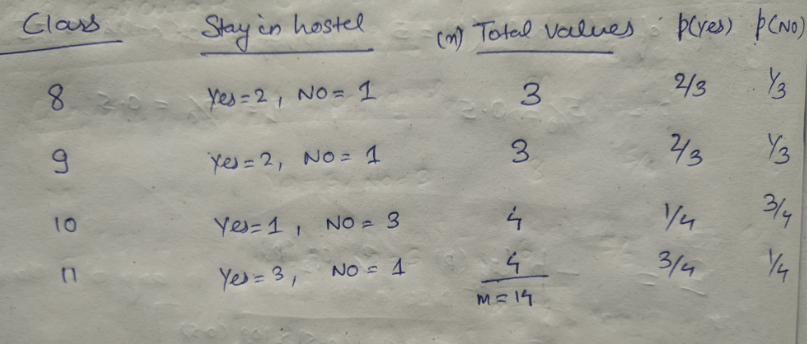 Class Stay in hostel (n) Total values P(Yes) P(NO)
8 Yes=2, NO=1 3 2/3 1/3
9 Yes=2, NO=1 3 2/3 1/3
10 Yes=1, NO=3 4 1/4 3/4
11 Yes=3, NO=1 4 3/4 1/4
m=14